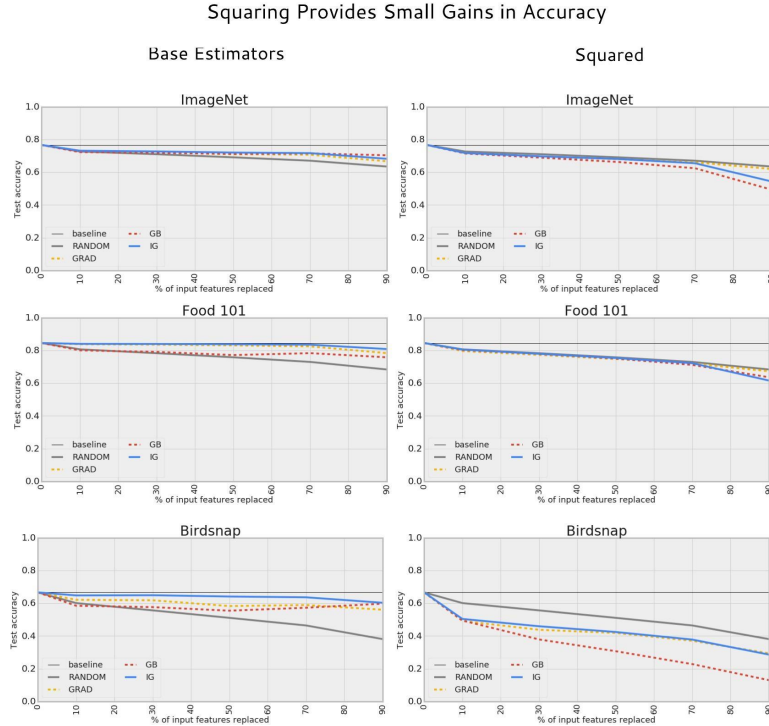 Squaring Provides Small Gains in Accuracy
Base Estimators
Squared
ImageNet
1.0
0.8
0.6
0.4
0.2
0.0
Test accuracy
baseline
RANDOM
GRAD
GB
IG
0 10 20 30 40 50 60 70 80 90
% of input features replaced
ImageNet
1.0
0.8
0.6
0.4
0.2
0.0
Test accuracy
baseline
RANDOM
GRAD
GB
IG
0 10 20 30 40 50 60 70 80
% of input features replaced
Food 101
1.0
0.8
0.6
0.4
0.2
0.0
Test accuracy
baseline
RANDOM
GRAD
GB
IG
0 10 20 30 40 50 60 70 80 90
% of input features replaced
Food 101
1.0
0.8
0.6
0.4
0.2
0.0
Test accuracy
baseline
RANDOM
GRAD
GB
IG
0 10 20 30 40 50 60 70 80 90
% of input features replaced
Birdsnap
1.0
0.8
0.6
0.4
0.2
0.0
Test accuracy
baseline
RANDOM
GRAD
GB
IG
0 10 20 30 40 50 60 70 80 90
% of input features replaced
Birdsnap
1.0
0.8
0.6
0.4
0.2
0.0
Test accuracy
baseline
RANDOM
GRAD
GB
IG
0 10 20 30 40 50 60 70 80 90
% of input features replaced